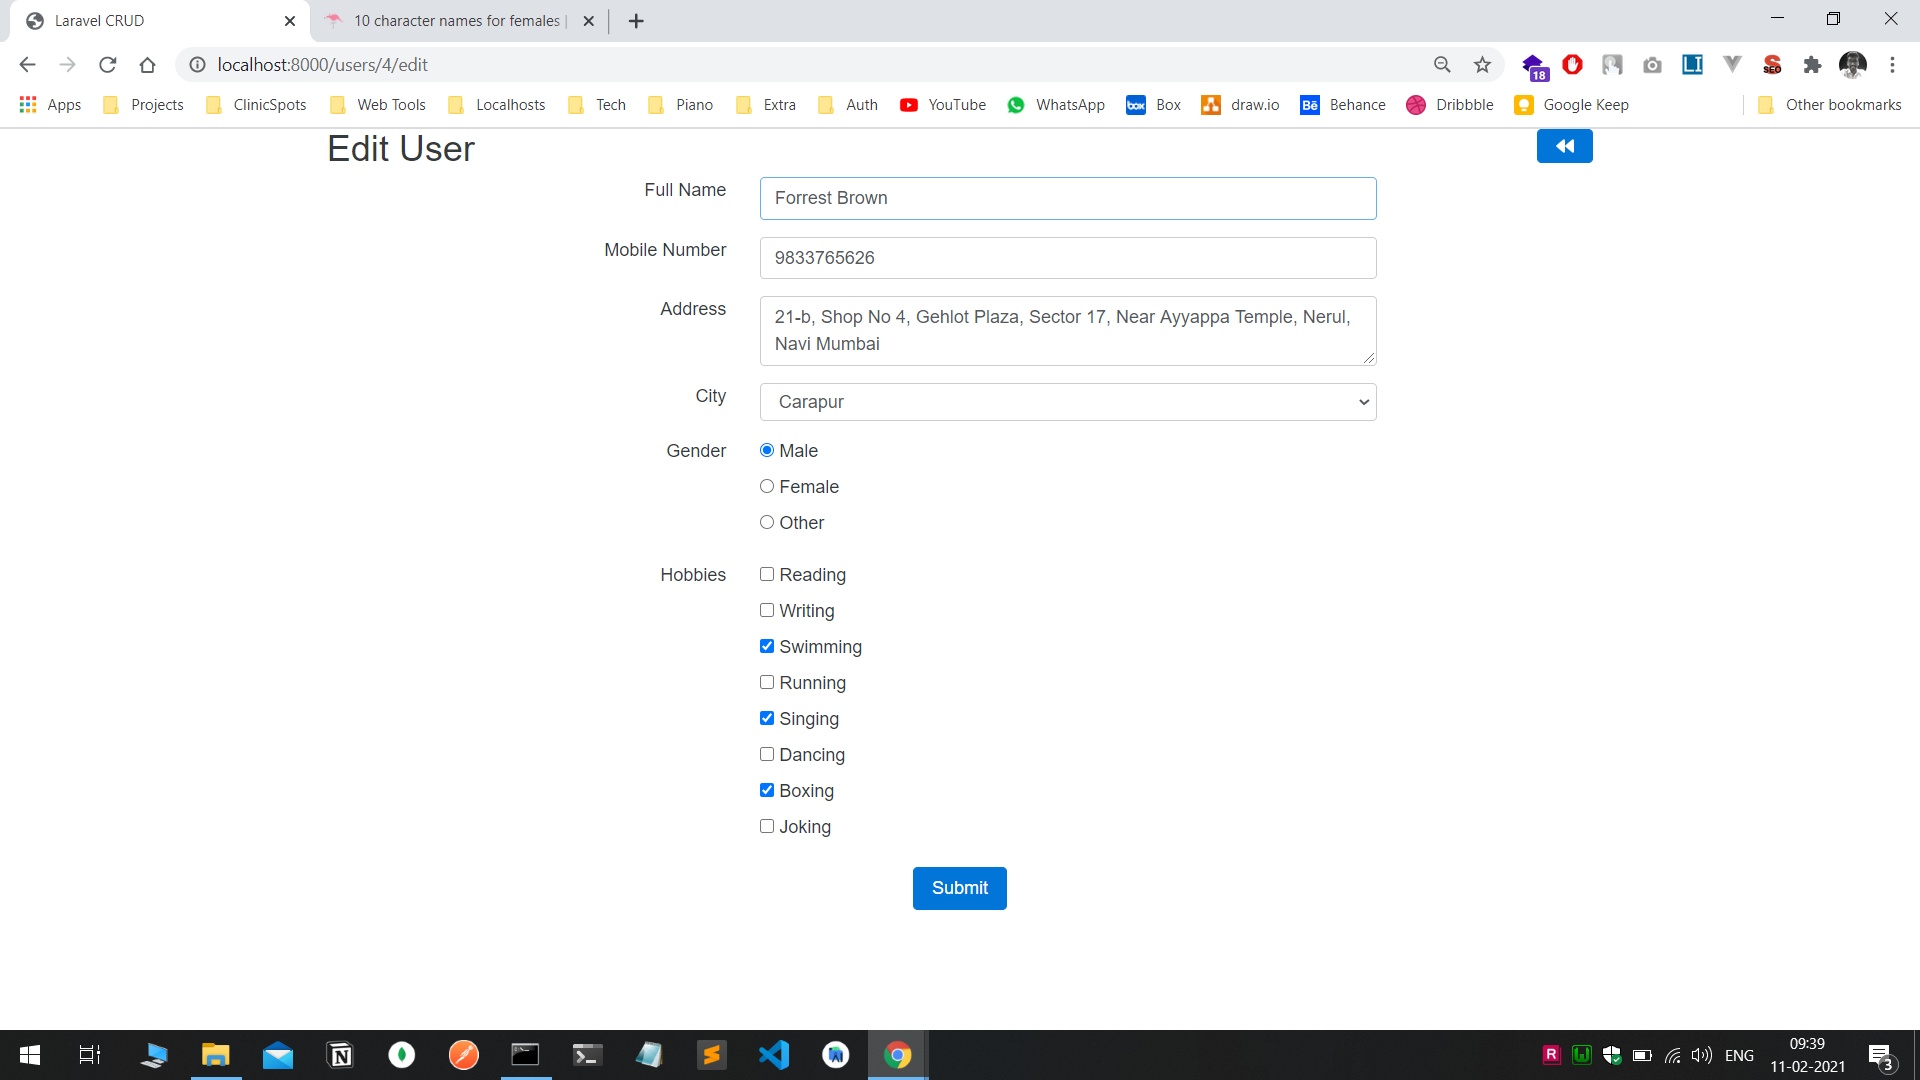 Laravel CRUD
10 character names for females |
localhost:8000/users/4/edit
18
LI
SEO
Apps
Projects
ClinicSpots
Web Tools
Localhosts
Tech
Piano
Extra
Auth
YouTube
WhatsApp
box
Box
draw.io
Bē
Behance
Dribbble
Google Keep
Other bookmarks
Edit User
Full Name
Forrest Brown
Mobile Number
9833765626
Address
21-b, Shop No 4, Gehlot Plaza, Sector 17, Near Ayyappa Temple, Nerul,
Navi Mumbai
City
Carapur
Gender
Male
Female
Other
Hobbies
Reading
Writing
Swimming
Running
Singing
Dancing
Boxing
Joking
Submit
R
ENG
09:39
11-02-2021
3